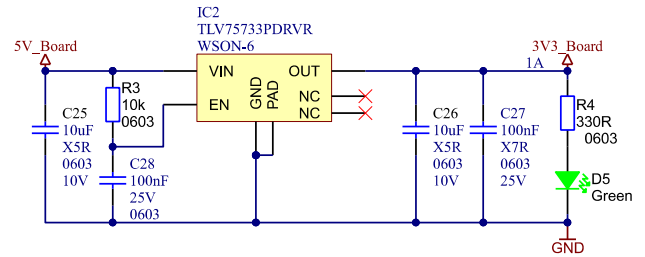 IC2
TLV75733PDRVR
WSON-6
5V_Board
3V3_Board
VIN
OUT
1A
R3
10k
0603
EN
GND
PAD
NC
NC
C25
10uF
X5R
0603
10V
C26
10uF
X5R
0603
10V
C27
100nF
X7R
0603
25V
R4
330R
0603
C28
100nF
25V
0603
D5
Green
GND